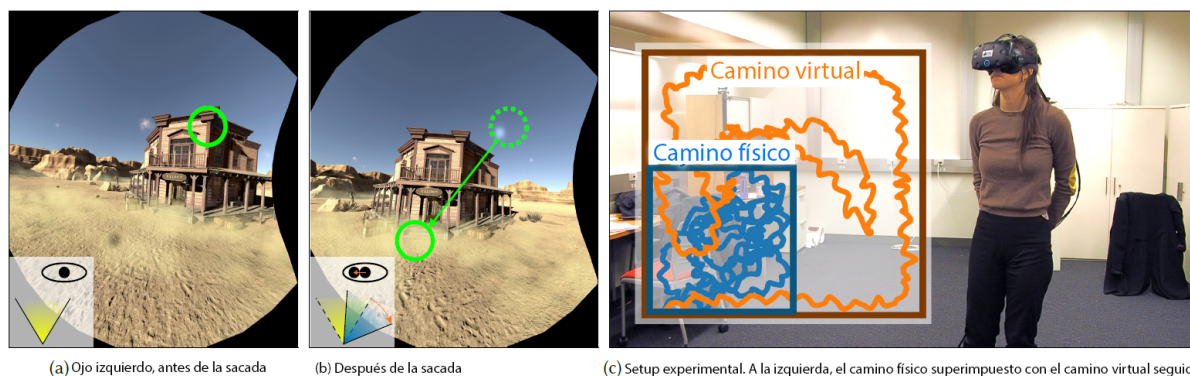 Camino virtual
Camino físico
(a) Ojo izquierdo, antes de la sacada
(b) Después de la sacada
(c) Setup experimental. A la izquierda, el camino físico superimpuesto con el camino virtual seguid